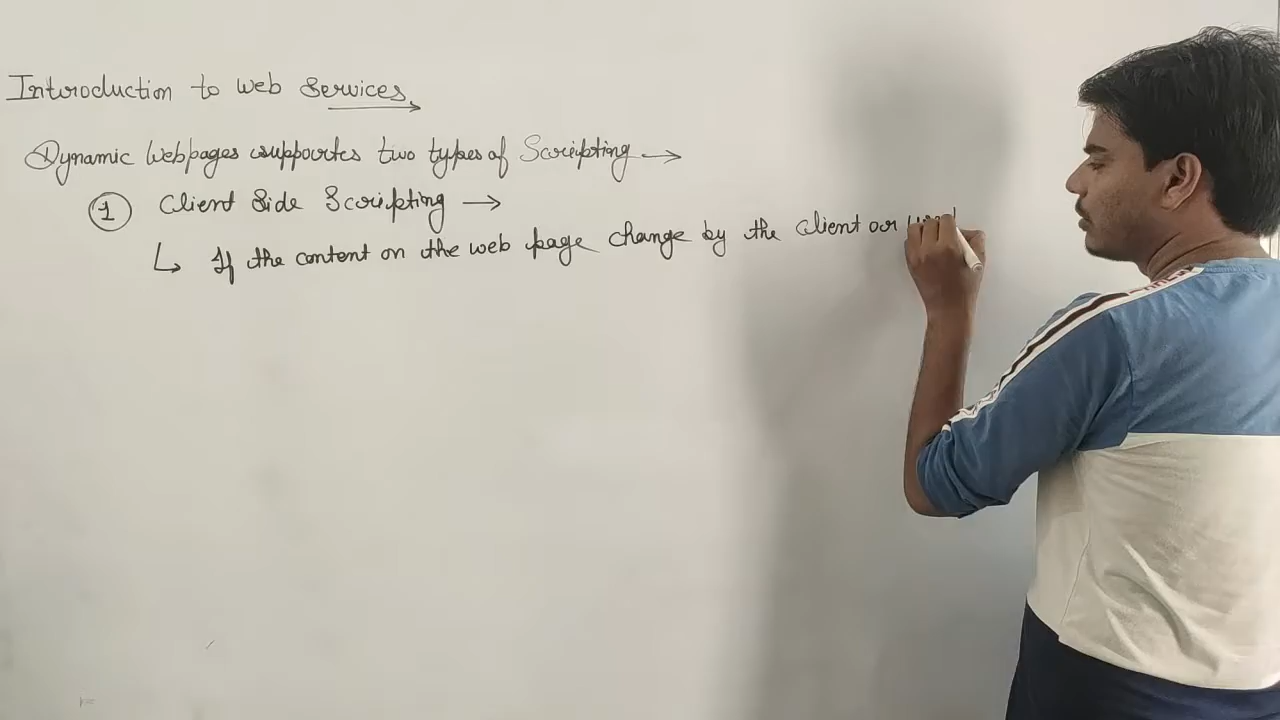 Introduction to Web Services
Dynamic Webpages supportes two types of Scripting →
1 Client Side Scripting →
↳ If the content on the web page change by the client or